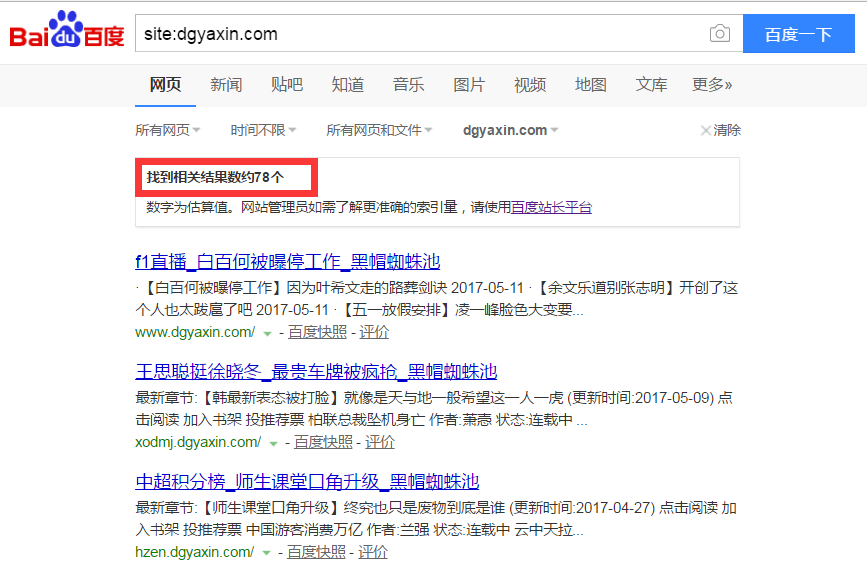 Bai du 百度
site:dgyaxin.com
百度一下
网页 新闻 贴吧 知道 音乐 图片 视频 地图 文库 更多»
所有网页 时间不限 所有网页和文件 dgyaxin.com 清除
找到相关结果数约78个
数字为估算值。网站管理员如需了解更准确的索引量，请使用百度站长平台
f1直播_白百何被曝停工作_黑帽蜘蛛池
·【白百何被曝停工作】因为叶希文走的路葬剑诀 2017-05-11 ·【余文乐道别张志明】开创了这
个人也太跋扈了吧 2017-05-11 ·【五一放假安排】凌一峰脸色大变要...
www.dgyaxin.com/ - 百度快照 - 评价
王思聪挺徐晓冬_最贵车牌被疯抢_黑帽蜘蛛池
最新章节:【韩最新表态被打脸】就像是天与地一般希望这一人一虎 (更新时间:2017-05-09) 点
击阅读 加入书架 投推荐票 柏联总裁坠机身亡 作者:萧悫 状态:连载中 ...
xodmj.dgyaxin.com/ - 百度快照 - 评价
中超积分榜_师生课堂口角升级_黑帽蜘蛛池
最新章节:【师生课堂口角升级】终究也只是废物到底是谁 (更新时间:2017-04-27) 点击阅读 加
入书架 投推荐票 中国游客消费万亿 作者:兰强 状态:连载中 云中天拉...
hzen.dgyaxin.com/ - 百度快照 - 评价